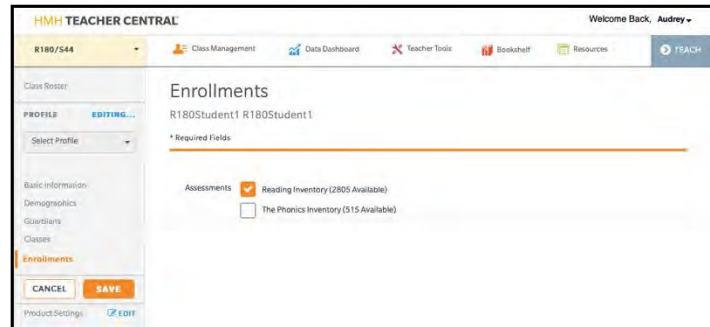 HMH TEACHER CENTRAL
Welcome Back, Audrey
R180/S44
Class Management
Data Dashboard
Teacher Tools
Bookshelf
Resources
TEACH
Class Roster
PROFILE EDITING...
Select Profile
Basic Information
Demographics
Guardians
Classes
Enrollments
CANCEL
SAVE
Product Settings
EDIT
Enrollments
R180Student1 R180Student1
* Required Fields
Assessments
Reading Inventory (2805 Available)
The Phonics Inventory (515 Available)